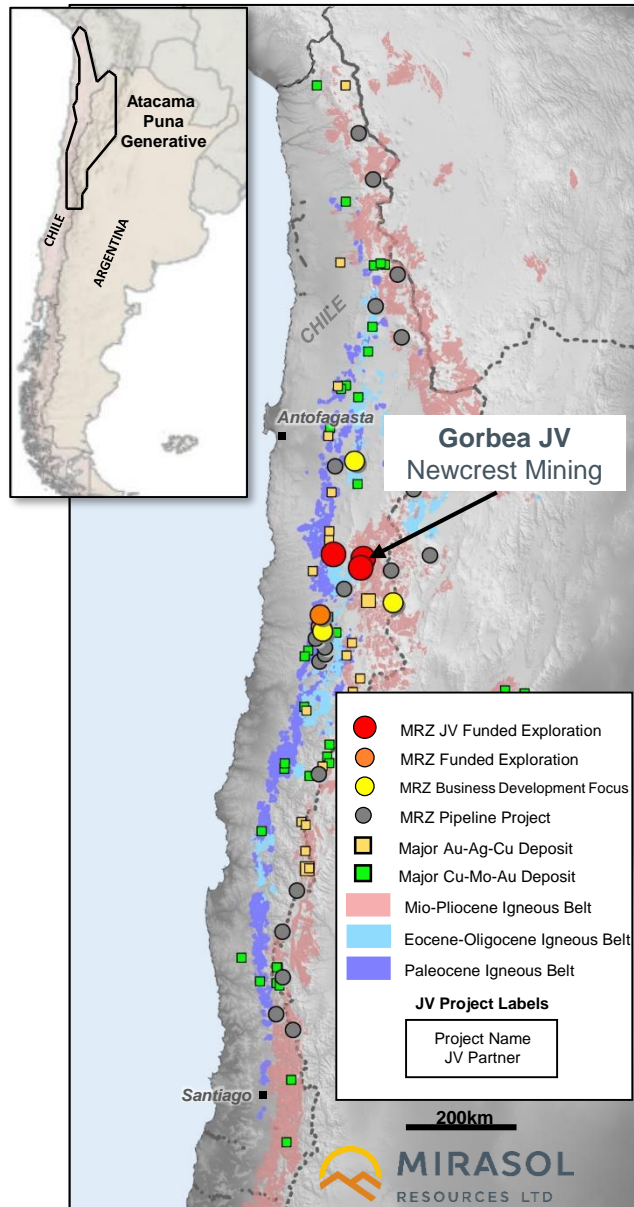 Atacama
Puna
Generative
CHILE
ARGENTINA
CHILE
Antofagasta
Gorbea JV
Newcrest Mining
MRZ JV Funded Exploration
MRZ Funded Exploration
MRZ Business Development Focus
MRZ Pipeline Project
Major Au-Ag-Cu Deposit
Major Cu-Mo-Au Deposit
Mio-Pliocene Igneous Belt
Eocene-Oligocene Igneous Belt
Paleocene Igneous Belt
JV Project Labels
Project Name
JV Partner
Santiago
200km
MIRASOL
RESOURCES LTD